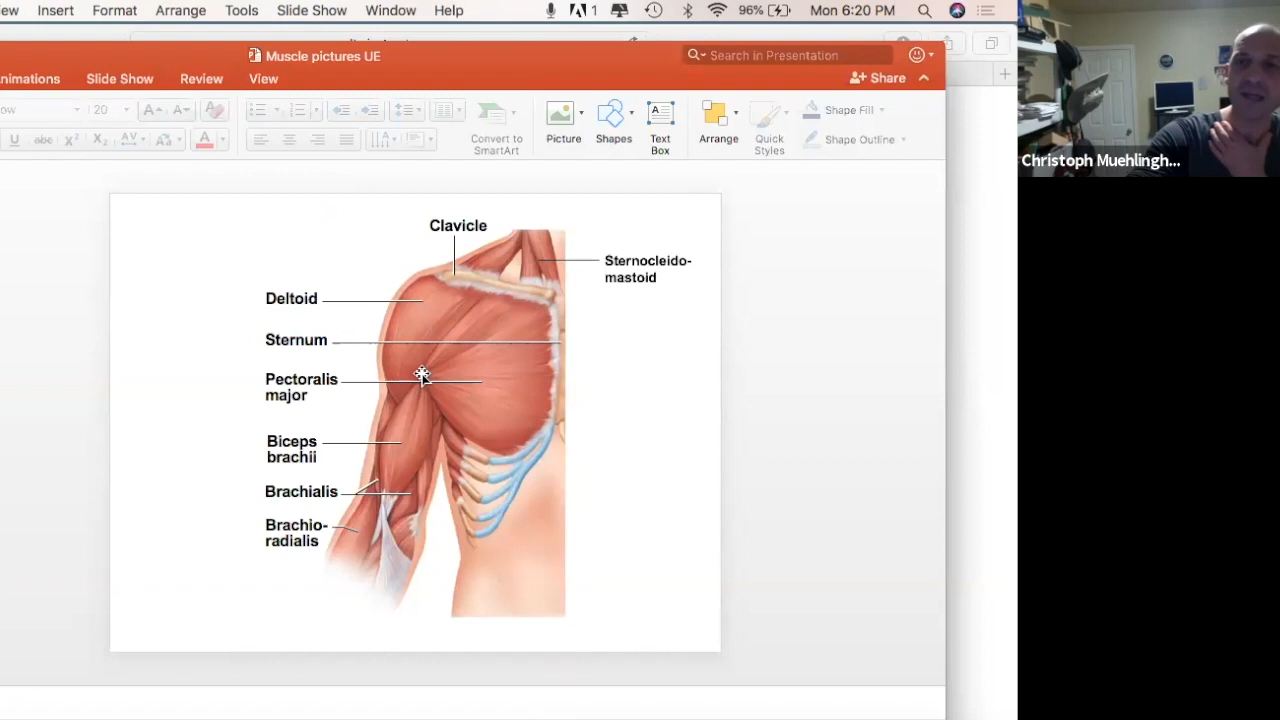 ew Insert Format Arrange Tools Slide Show Window Help 1 96% Mon 6:20 PM
Muscle pictures UE
Search in Presentation
nimations Slide Show Review View
Share
ow
20
Convert to
SmartArt
Picture
Shapes
Text
Box
Arrange
Quick
Styles
Shape Fill
Shape Outline
Christoph Muehlingh...
Clavicle
Sternocleido-
mastoid
Deltoid
Sternum
Pectoralis
major
Biceps
brachii
Brachialis
Brachio-
radialis